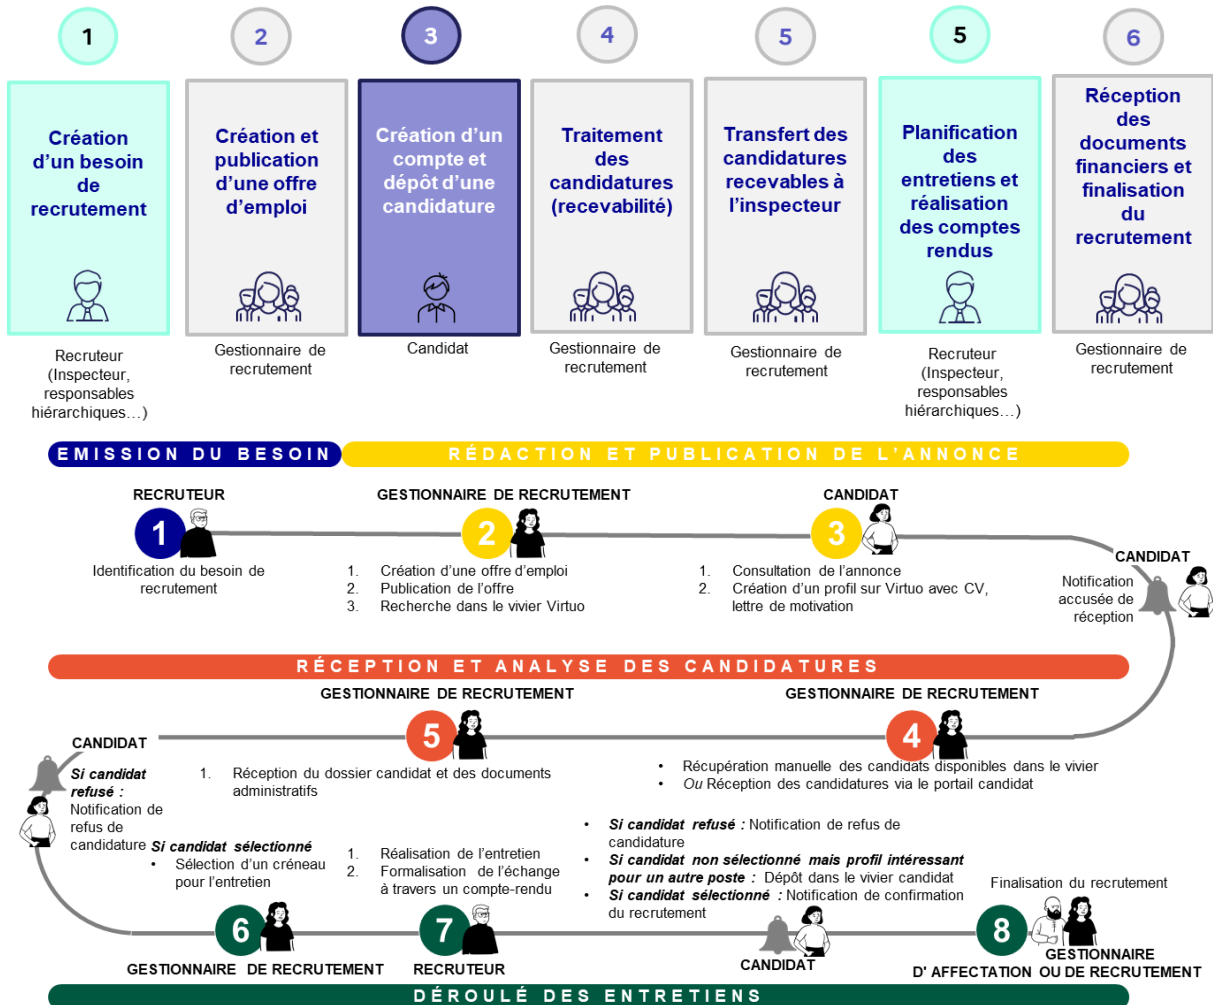 1
2
3
4
5
5
6
Création
d'un besoin
de
recrutement
Création et
publication
d'une offre
d'emploi
Création d'un
compte et
dépôt d'une
candidature
Traitement
des
candidatures
(recevabilité)
Transfert des
candidatures
recevables à
l'inspecteur
Planification
des
entretiens et
réalisation
des comptes
rendus
Réception
des
documents
financiers et
finalisation
du
recrutement
Recruteur
(Inspecteur,
responsables
hiérarchiques…)
Gestionnaire de
recrutement
Candidat
Gestionnaire de
recrutement
Gestionnaire de
recrutement
Recruteur
(Inspecteur,
responsables
hiérarchiques…)
Gestionnaire de
recrutement
EMISSION DU BESOIN
RÉDACTION ET PUBLICATION DE L'ANNONCE
RECRUTEUR
1
Identification du besoin de
recrutement
GESTIONNAIRE DE RECRUTEMENT
2
1. Création d'une offre d'emploi
2. Publication de l'offre
3. Recherche dans le vivier Virtuo
CANDIDAT
3
1. Consultation de l'annonce
2. Création d'un profil sur Virtuo avec CV,
lettre de motivation
CANDIDAT
Notification
accusée de
réception
RÉCEPTION ET ANALYSE DES CANDIDATURES
GESTIONNAIRE DE RECRUTEMENT
4
• Récupération manuelle des candidats disponibles dans le vivier
• Ou Réception des candidatures via le portail candidat
GESTIONNAIRE DE RECRUTEMENT
5
1. Réception du dossier candidat et des documents
administratifs
CANDIDAT
Si candidat
refusé :
Notification de
refus de
candidature
Si candidat sélectionné
• Sélection d'un créneau
pour l'entretien
6
GESTIONNAIRE DE RECRUTEMENT
1. Réalisation de l'entretien
2. Formalisation de l'échange
à travers un compte-rendu
7
RECRUTEUR
• Si candidat refusé : Notification de refus de
candidature
• Si candidat non sélectionné mais profil intéressant
pour un autre poste : Dépôt dans le vivier candidat
• Si candidat sélectionné : Notification de confirmation
du recrutement
CANDIDAT
Finalisation du recrutement
8
GESTIONNAIRE
D' AFFECTATION OU DE RECRUTEMENT
DÉROULÉ DES ENTRETIENS